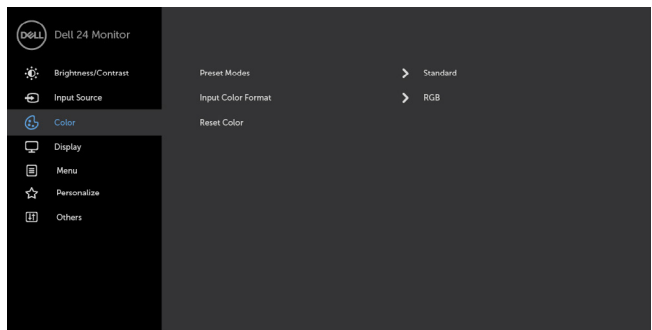 DELL Dell 24 Monitor
Brightness/Contrast Preset Modes Standard
Input Source Input Color Format RGB
Color Reset Color
Display
Menu
Personalize
Others